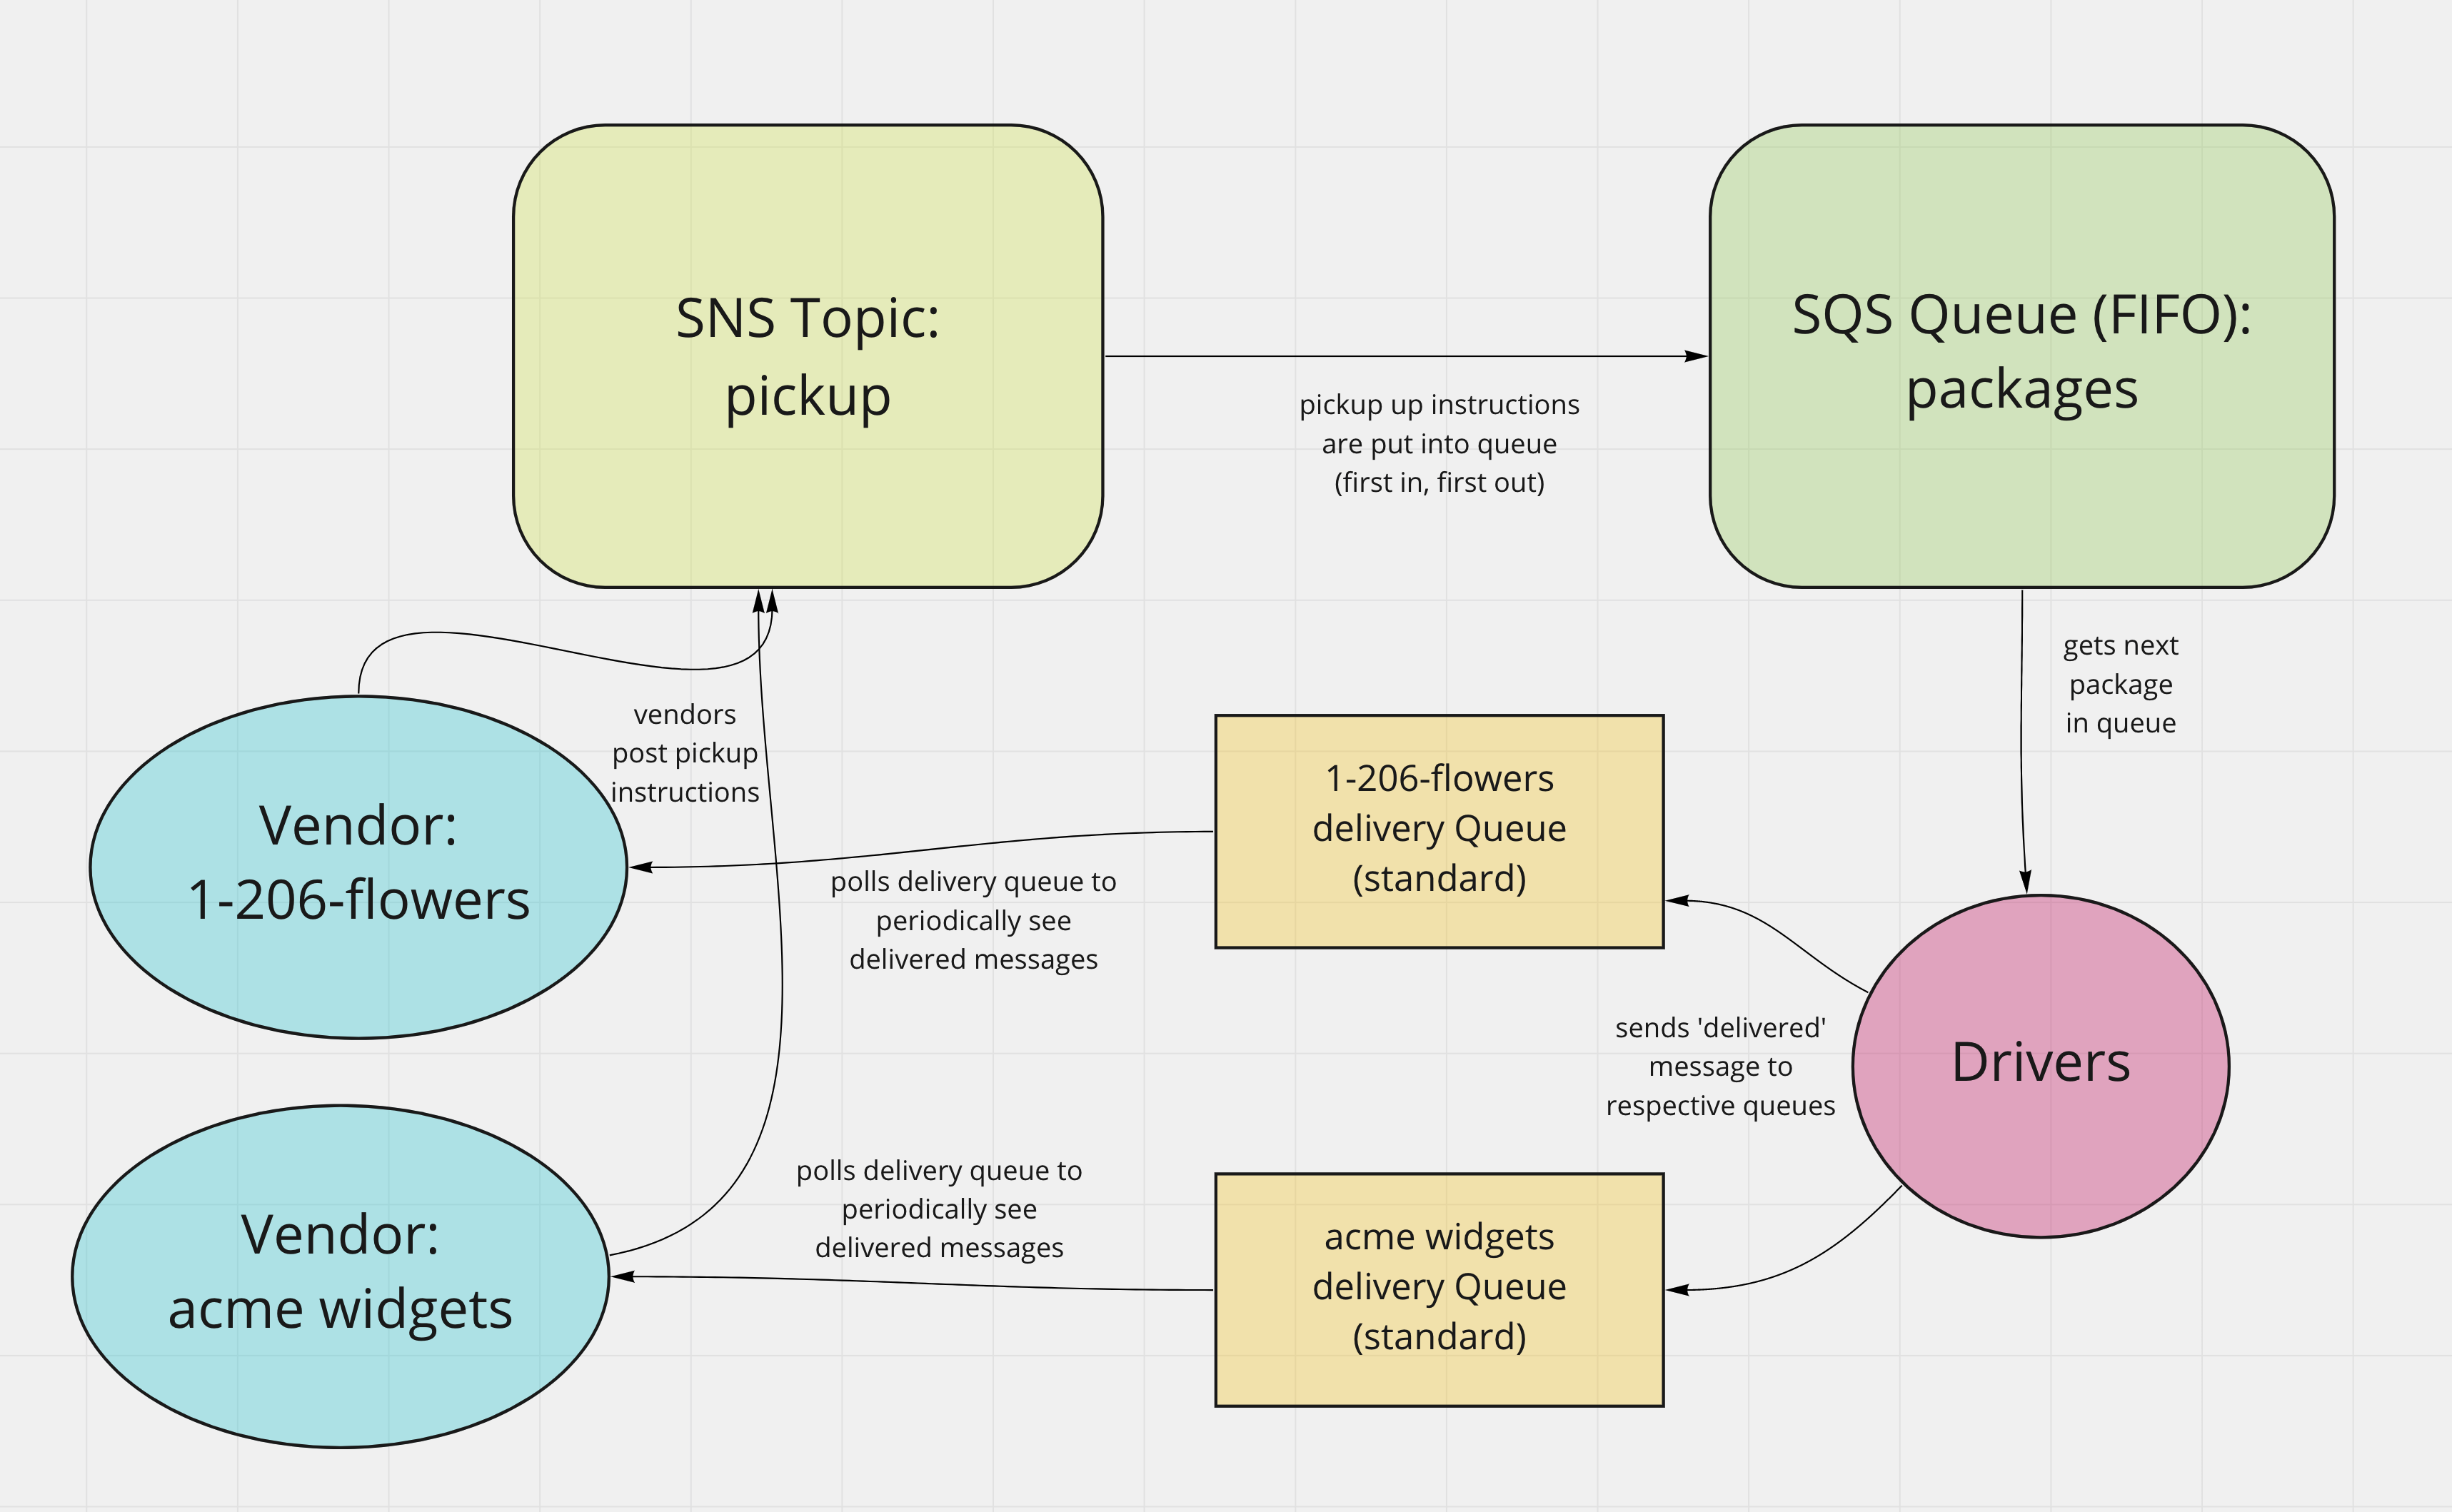 SNS Topic:
pickup
SQS Queue (FIFO):
packages
pickup up instructions
are put into queue
(first in, first out)
gets next
package
in queue
vendors
post pickup
instructions
Vendor:
1-206-flowers
1-206-flowers
delivery Queue
(standard)
polls delivery queue to
periodically see
delivered messages
sends 'delivered'
message to
respective queues
Drivers
polls delivery queue to
periodically see
delivered messages
acme widgets
delivery Queue
(standard)
Vendor:
acme widgets